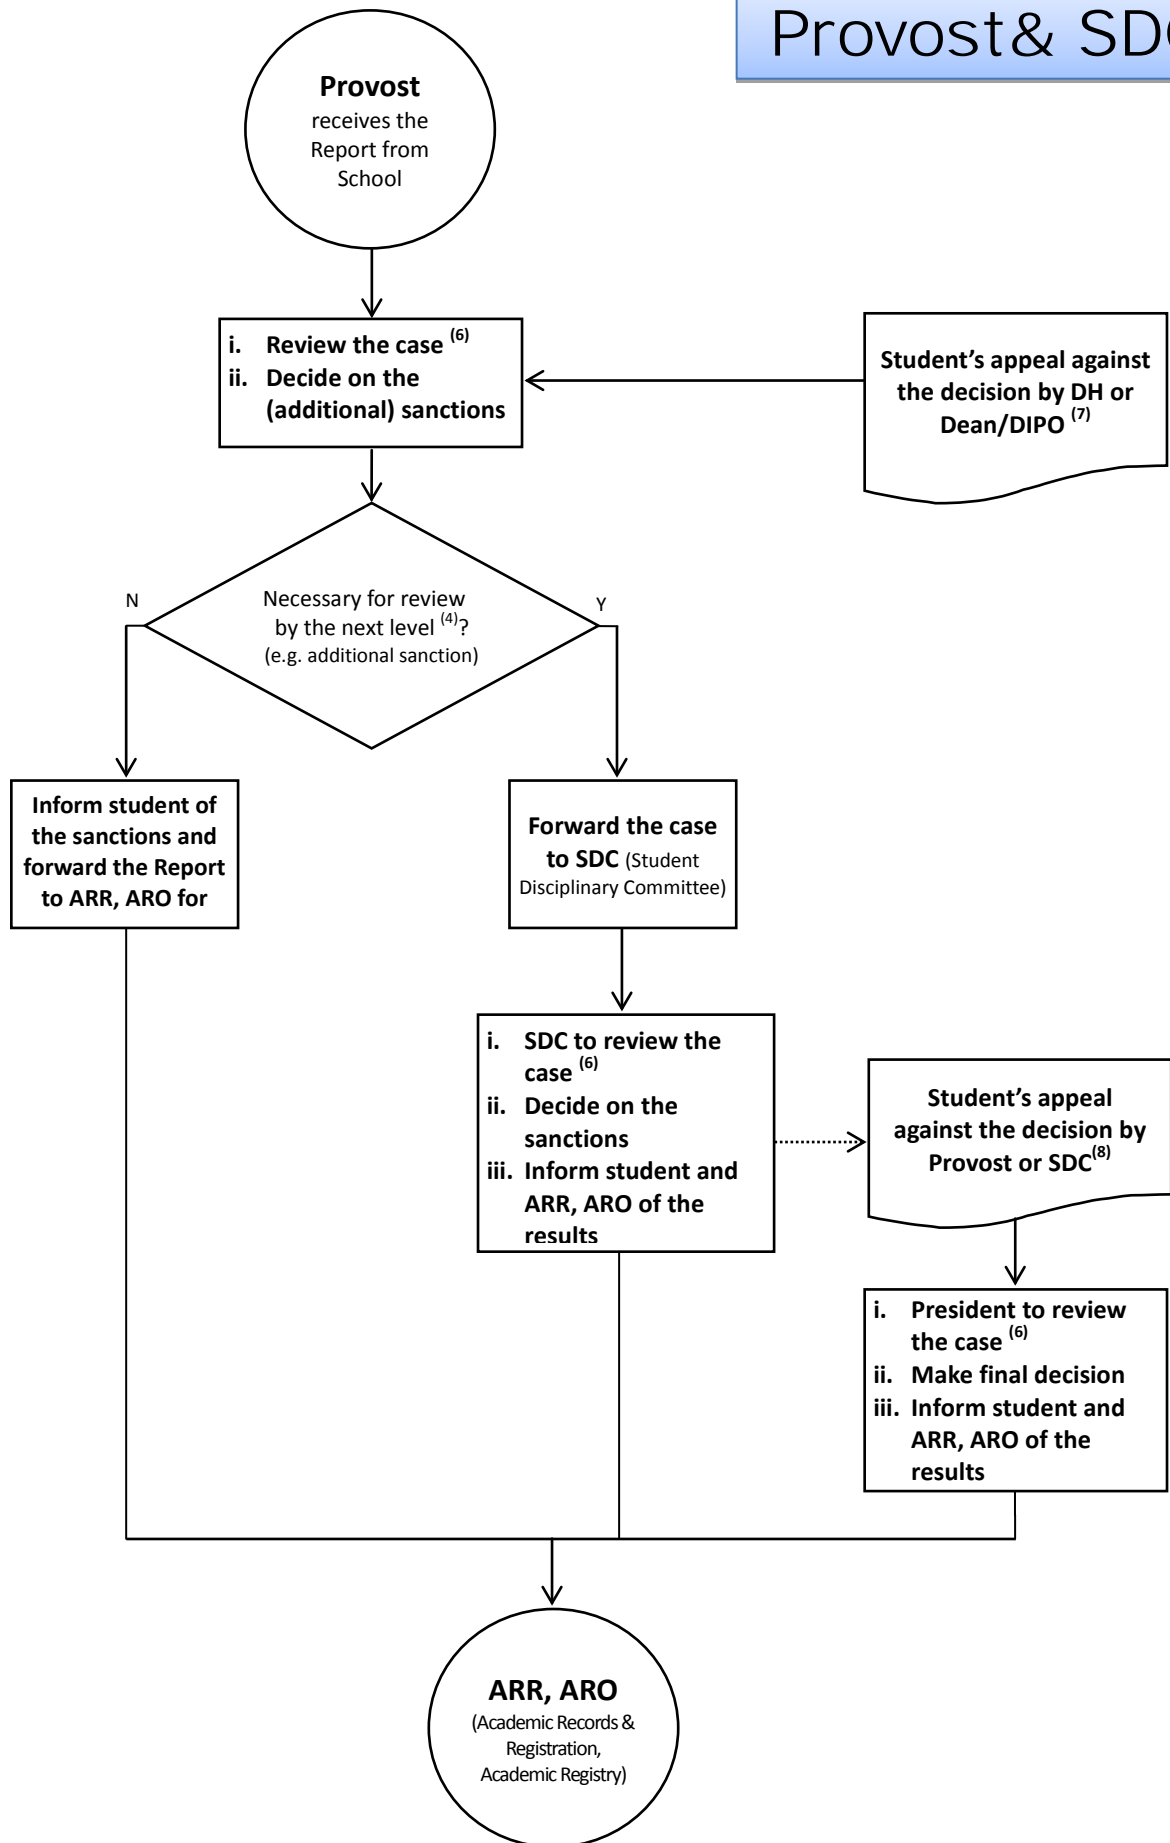 Provost& SD
Provost
receives the
Report from
School
i. Review the case (6)
ii. Decide on the
(additional) sanctions
Student’s appeal against
the decision by DH or
Dean/DIPO (7)
N
Necessary for review
by the next level (4)?
(e.g. additional sanction)
Y
Inform student of
the sanctions and
forward the Report
to ARR, ARO for
Forward the case
to SDC (Student
Disciplinary Committee)
i. SDC to review the
case (6)
ii. Decide on the
sanctions
iii. Inform student and
ARR, ARO of the
results
Student’s appeal
against the decision by
Provost or SDC(8)
i. President to review
the case (6)
ii. Make final decision
iii. Inform student and
ARR, ARO of the
results
ARR, ARO
(Academic Records &
Registration,
Academic Registry)